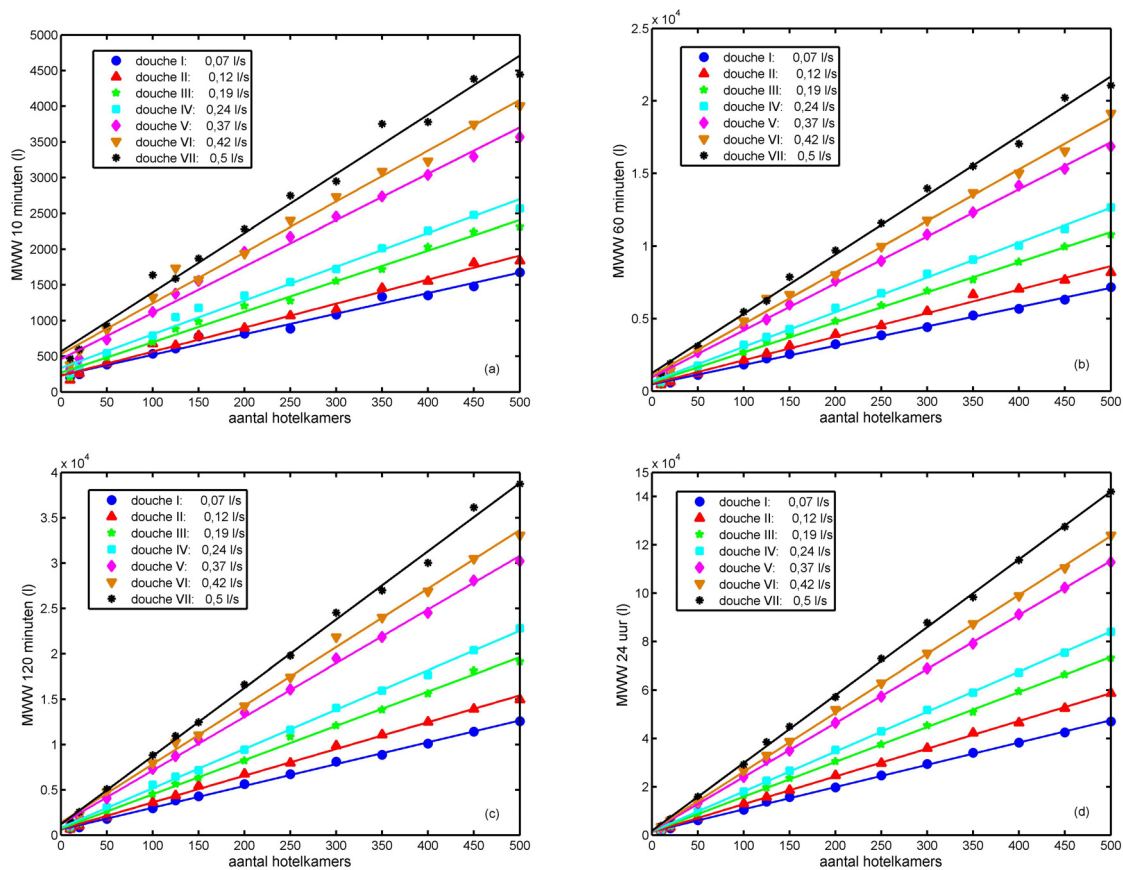 MWW 10 minuten (l)
5000
4500
4000
3500
3000
2500
2000
1500
1000
500
0
douche I: 0,07 l/s
douche II: 0,12 l/s
douche III: 0,19 l/s
douche IV: 0,24 l/s
douche V: 0,37 l/s
douche VI: 0,42 l/s
douche VII: 0,5 l/s
(a)
0 50 100 150 200 250 300 350 400 450 500
aantal hotelkamers
MWW 60 minuten (l)
x 10⁴
2.5
2
1.5
1
0.5
0
douche I: 0,07 l/s
douche II: 0,12 l/s
douche III: 0,19 l/s
douche IV: 0,24 l/s
douche V: 0,37 l/s
douche VI: 0,42 l/s
douche VII: 0,5 l/s
(b)
0 50 100 150 200 250 300 350 400 450 500
aantal hotelkamers
MWW 120 minuten (l)
x 10⁴
4
3.5
3
2.5
2
1.5
1
0.5
0
douche I: 0,07 l/s
douche II: 0,12 l/s
douche III: 0,19 l/s
douche IV: 0,24 l/s
douche V: 0,37 l/s
douche VI: 0,42 l/s
douche VII: 0,5 l/s
(c)
0 50 100 150 200 250 300 350 400 450 500
aantal hotelkamers
MWW 24 uur (l)
x 10⁴
15
14
12
10
8
6
4
2
0
douche I: 0,07 l/s
douche II: 0,12 l/s
douche III: 0,19 l/s
douche IV: 0,24 l/s
douche V: 0,37 l/s
douche VI: 0,42 l/s
douche VII: 0,5 l/s
(d)
0 50 100 150 200 250 300 350 400 450 500
aantal hotelkamers